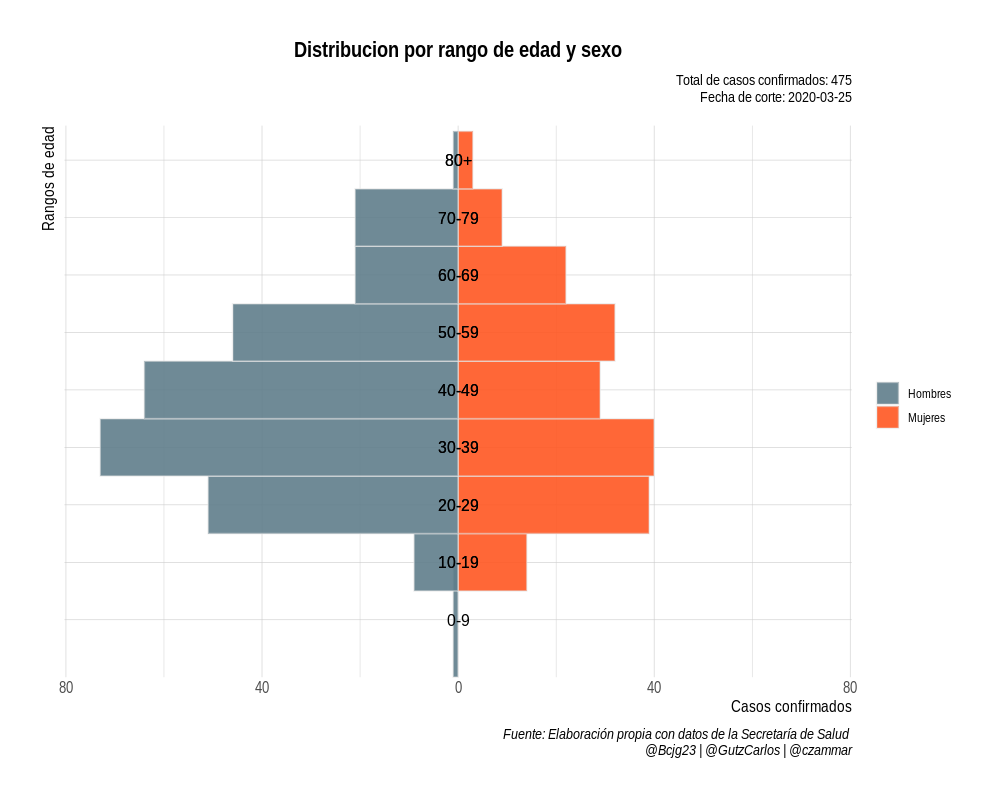 Distribucion por rango de edad y sexo
Total de casos confirmados: 475
Fecha de corte: 2020-03-25
Rangos de edad
80+
70-79
60-69
50-59
40-49
30-39
20-29
10-19
0-9
Hombres
Mujeres
80 40 0 40 80
Casos confirmados
Fuente: Elaboración propia con datos de la Secretaría de Salud
@Bcjg23 | @GutzCarlos | @czammar